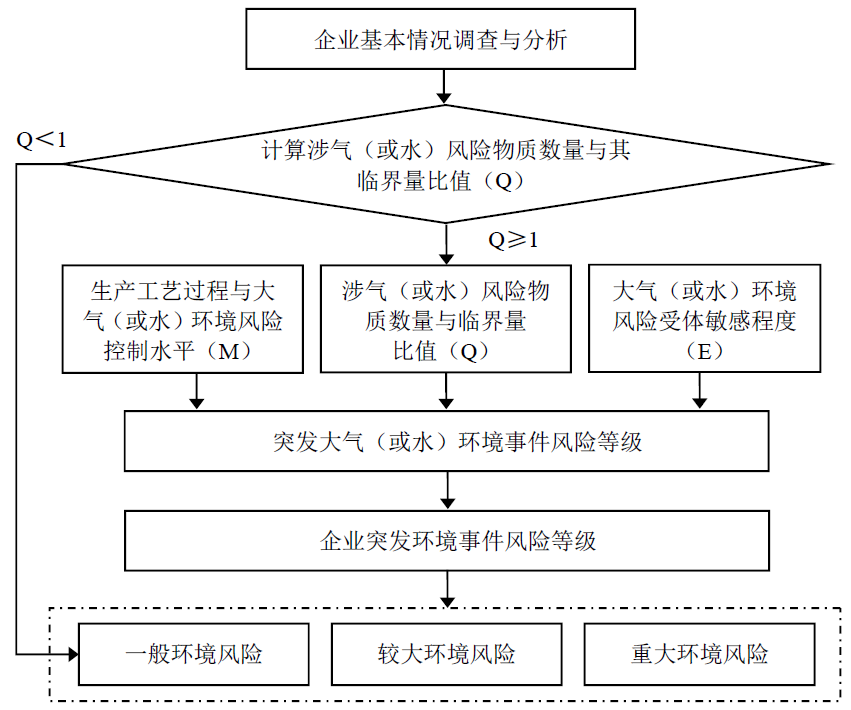 企业基本情况调查与分析
Q＜1
计算涉气（或水）风险物质数量与其
临界量比值（Q）
Q≥1
生产工艺过程与大
气（或水）环境风险
控制水平（M）
涉气（或水）风险物
质数量与临界量
比值（Q）
大气（或水）环境
风险受体敏感程度
（E）
突发大气（或水）环境事件风险等级
企业突发环境事件风险等级
一般环境风险
较大环境风险
重大环境风险